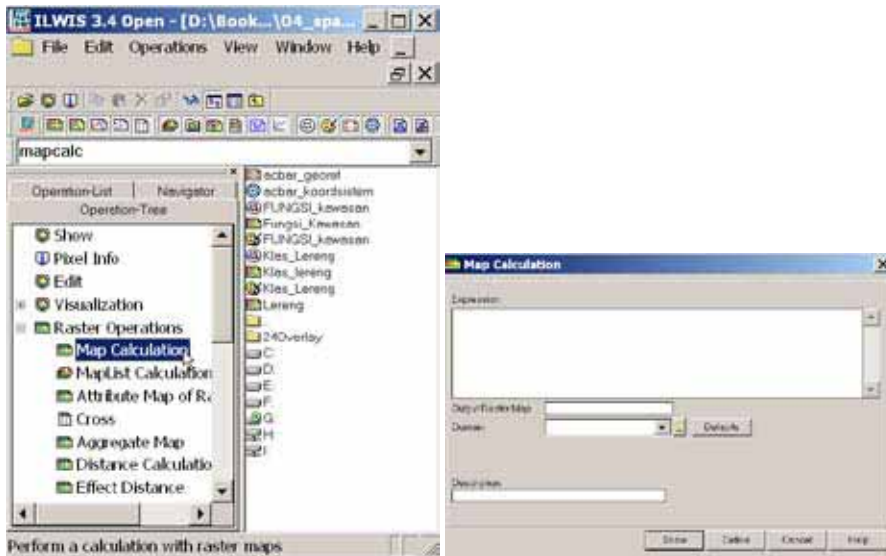 ILWIS 3.4 Open - [D:\Book...\04_spa...
File Edit Operations View Window Help
mapcalc
Operation-List
Navigator
Operation-Tree
Show
Pixel Info
Edit
Visualization
Raster Operations
Map Calculation
MapList Calculation
Attribute Map of Ra
Cross
Aggregate Map
Distance Calculatio
Effect Distance
acbar_georef
acbar_koordsistem
FUNGSI_kawasan
Fungsi_Kawasan
FUNGSI_kawasan
Klas_Lereng
Klas_lereng
Klas_Lereng
Lereng
..
24Overlay
C:
D:
E:
F:
G:
H:
I:
Perform a calculation with raster maps
Map Calculation
Expression
Output Raster Map
Domain
Defaults
Description
Show
Define
Cancel
Help